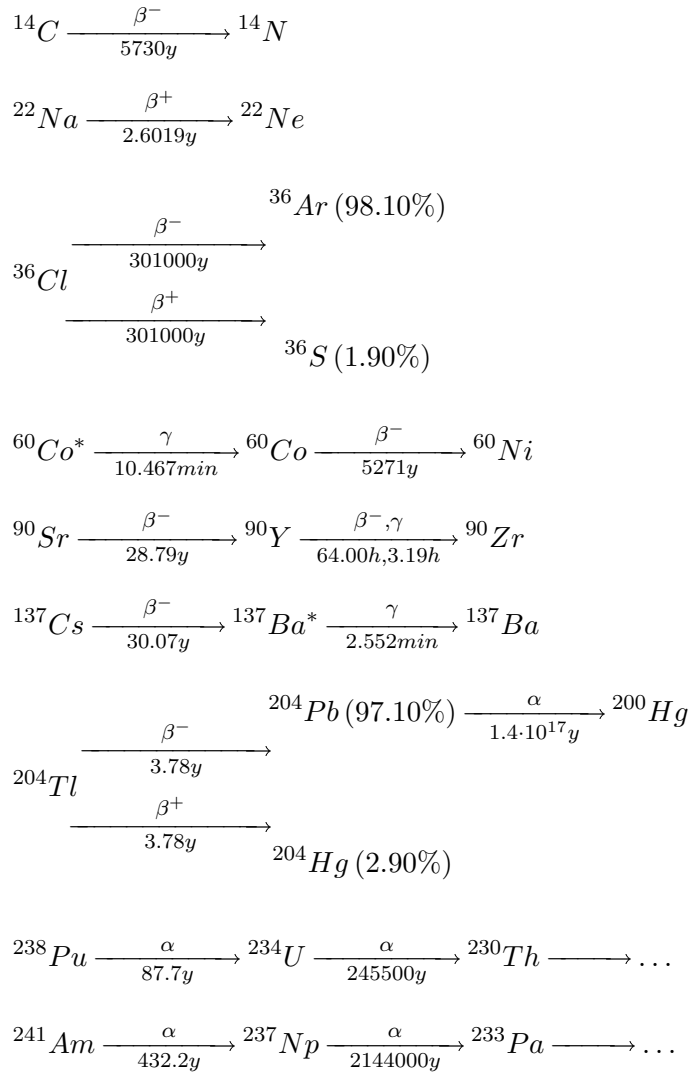 ¹⁴C β⁻ 5730y ¹⁴N
²²Na β⁺ 2.6019y ²²Ne
³⁶Cl β⁻ 301000y ³⁶Ar (98.10%)
β⁺ 301000y ³⁶S (1.90%)
⁶⁰Co* γ 10.467min ⁶⁰Co β⁻ 5271y ⁶⁰Ni
⁹⁰Sr β⁻ 28.79y ⁹⁰Y β⁻,γ 64.00h,3.19h ⁹⁰Zr
¹³⁷Cs β⁻ 30.07y ¹³⁷Ba* γ 2.552min ¹³⁷Ba
²⁰⁴Tl β⁻ 3.78y ²⁰⁴Pb (97.10%) α 1.4·10¹⁷y ²⁰⁰Hg
β⁺ 3.78y ²⁰⁴Hg (2.90%)
²³⁸Pu α 87.7y ²³⁴U α 245500y ²³⁰Th ...
²⁴¹Am α 432.2y ²³⁷Np α 2144000y ²³³Pa ...